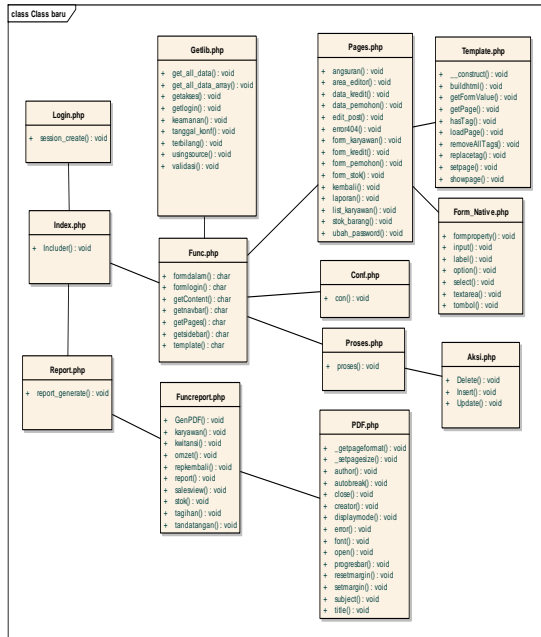 class Class baru
Getlib.php
+ get_all_data() : void
+ get_all_data_array() : void
+ getakses() : void
+ getlogin() : void
+ keamanan() : void
+ tanggal_konf() : void
+ terbilang() : void
+ usingsource() : void
+ validasi() : void
Pages.php
+ angsuran() : void
+ area_editor() : void
+ data_kredit() : void
+ data_pemohon() : void
+ edit_post() : void
+ error404() : void
+ form_karyawan() : void
+ form_kredit() : void
+ form_pemohon() : void
+ form_stok() : void
+ kembali() : void
+ laporan() : void
+ list_karyawan() : void
+ stok_barang() : void
+ ubah_password() : void
Template.php
+ __construct() : void
+ buildhtml() : void
+ getFormValue() : void
+ getPage() : void
+ hasTag() : void
+ loadPage() : void
+ removeAllTags() : void
+ replacetag() : void
+ setpage() : void
+ showpage() : void
Login.php
+ session_create() : void
Index.php
+ Includer() : void
Func.php
+ formdalam() : char
+ formlogin() : char
+ getContent() : char
+ getnavbar() : char
+ getPages() : char
+ getsidebar() : char
+ template() : char
Form_Native.php
+ formproperty() : void
+ input() : void
+ label() : void
+ option() : void
+ select() : void
+ textarea() : void
+ tombol() : void
Conf.php
+ con() : void
Proses.php
+ proses() : void
Aksi.php
+ Delete() : void
+ Insert() : void
+ Update() : void
Report.php
+ report_generate() : void
Funcreport.php
+ GenPDF() : void
+ karyawan() : void
+ kwitansi() : void
+ omzet() : void
+ repkembali() : void
+ report() : void
+ salesview() : void
+ stok() : void
+ tagihan() : void
+ tandatangan() : void
PDF.php
+ _getpageformat() : void
+ _setpagesize() : void
+ author() : void
+ autobreak() : void
+ close() : void
+ creator() : void
+ displaymode() : void
+ error() : void
+ font() : void
+ open() : void
+ progresbar() : void
+ resetmargin() : void
+ setmargin() : void
+ subject() : void
+ title() : void